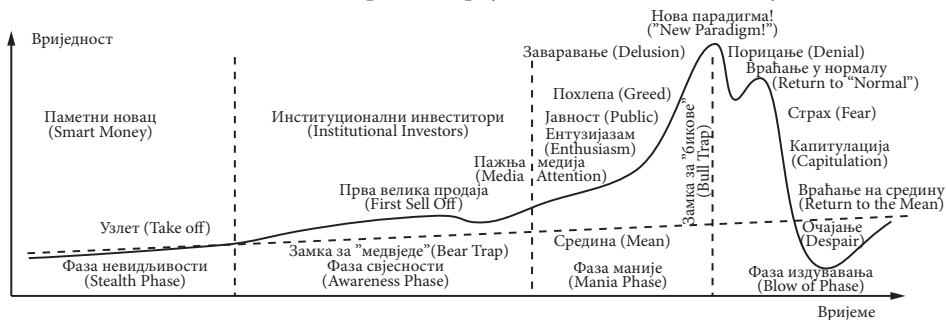 Вриједност
Нова парадигма!
("New Paradigm!")
Заваравање (Delusion)
Порицање (Denial)
Враћање у нормалу
(Return to “Normal”)
Похлепа (Greed)
Страх (Fear)
Паметни новац
(Smart Money)
Институционални инвеститори
(Institutional Investors)
Јавност (Public)
Ентузијазам
(Enthusiasm)
Капитулација
(Capitulation)
Пажња медија
(Media Attention)
Замка за ”бикове”
(Bull Trap)
Прва велика продаја
(First Sell Off)
Враћање на средину
(Return to the Mean)
Узлет (Take off)
Очајање
(Despair)
Средина (Mean)
Замка за ”медвједе”(Bear Trap)
Фаза невидљивости
(Stealth Phase)
Фаза свјесности
(Awareness Phase)
Фаза маније
(Mania Phase)
Фаза издувавања
(Blow of Phase)
Вријеме